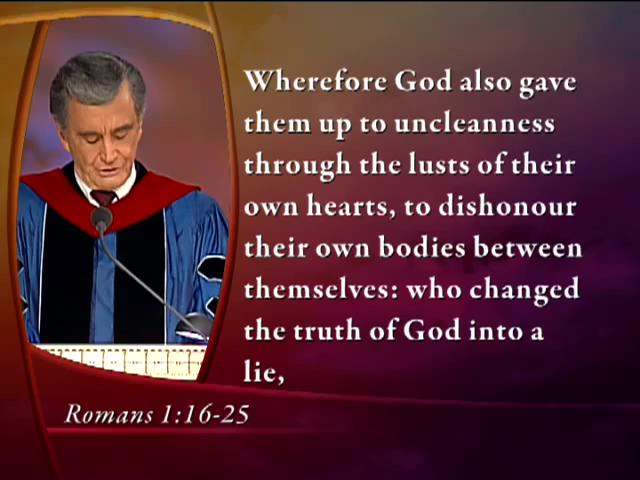 Wherefore God also gave
them up to uncleanness
through the lusts of their
own hearts, to dishonour
their own bodies between
themselves: who changed
the truth of God into a
lie,
Romans 1:16-25